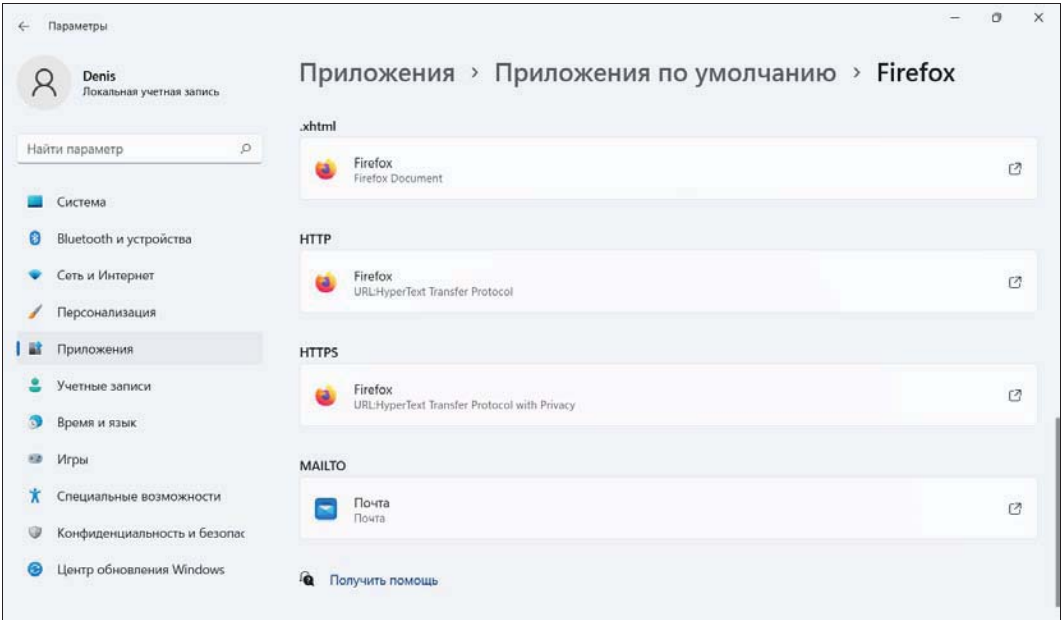 Параметры
Denis
Локальная учетная запись
Найти параметр
Система
Bluetooth и устройства
Сеть и Интернет
Персонализация
Приложения
Учетные записи
Время и язык
Игры
Специальные возможности
Конфиденциальность и безопас
Центр обновления Windows
Приложения > Приложения по умолчанию > Firefox
.xhtml
Firefox
Firefox Document
HTTP
Firefox
URL:HyperText Transfer Protocol
HTTPS
Firefox
URL:HyperText Transfer Protocol with Privacy
MAILTO
Почта
Почта
Получить помощь